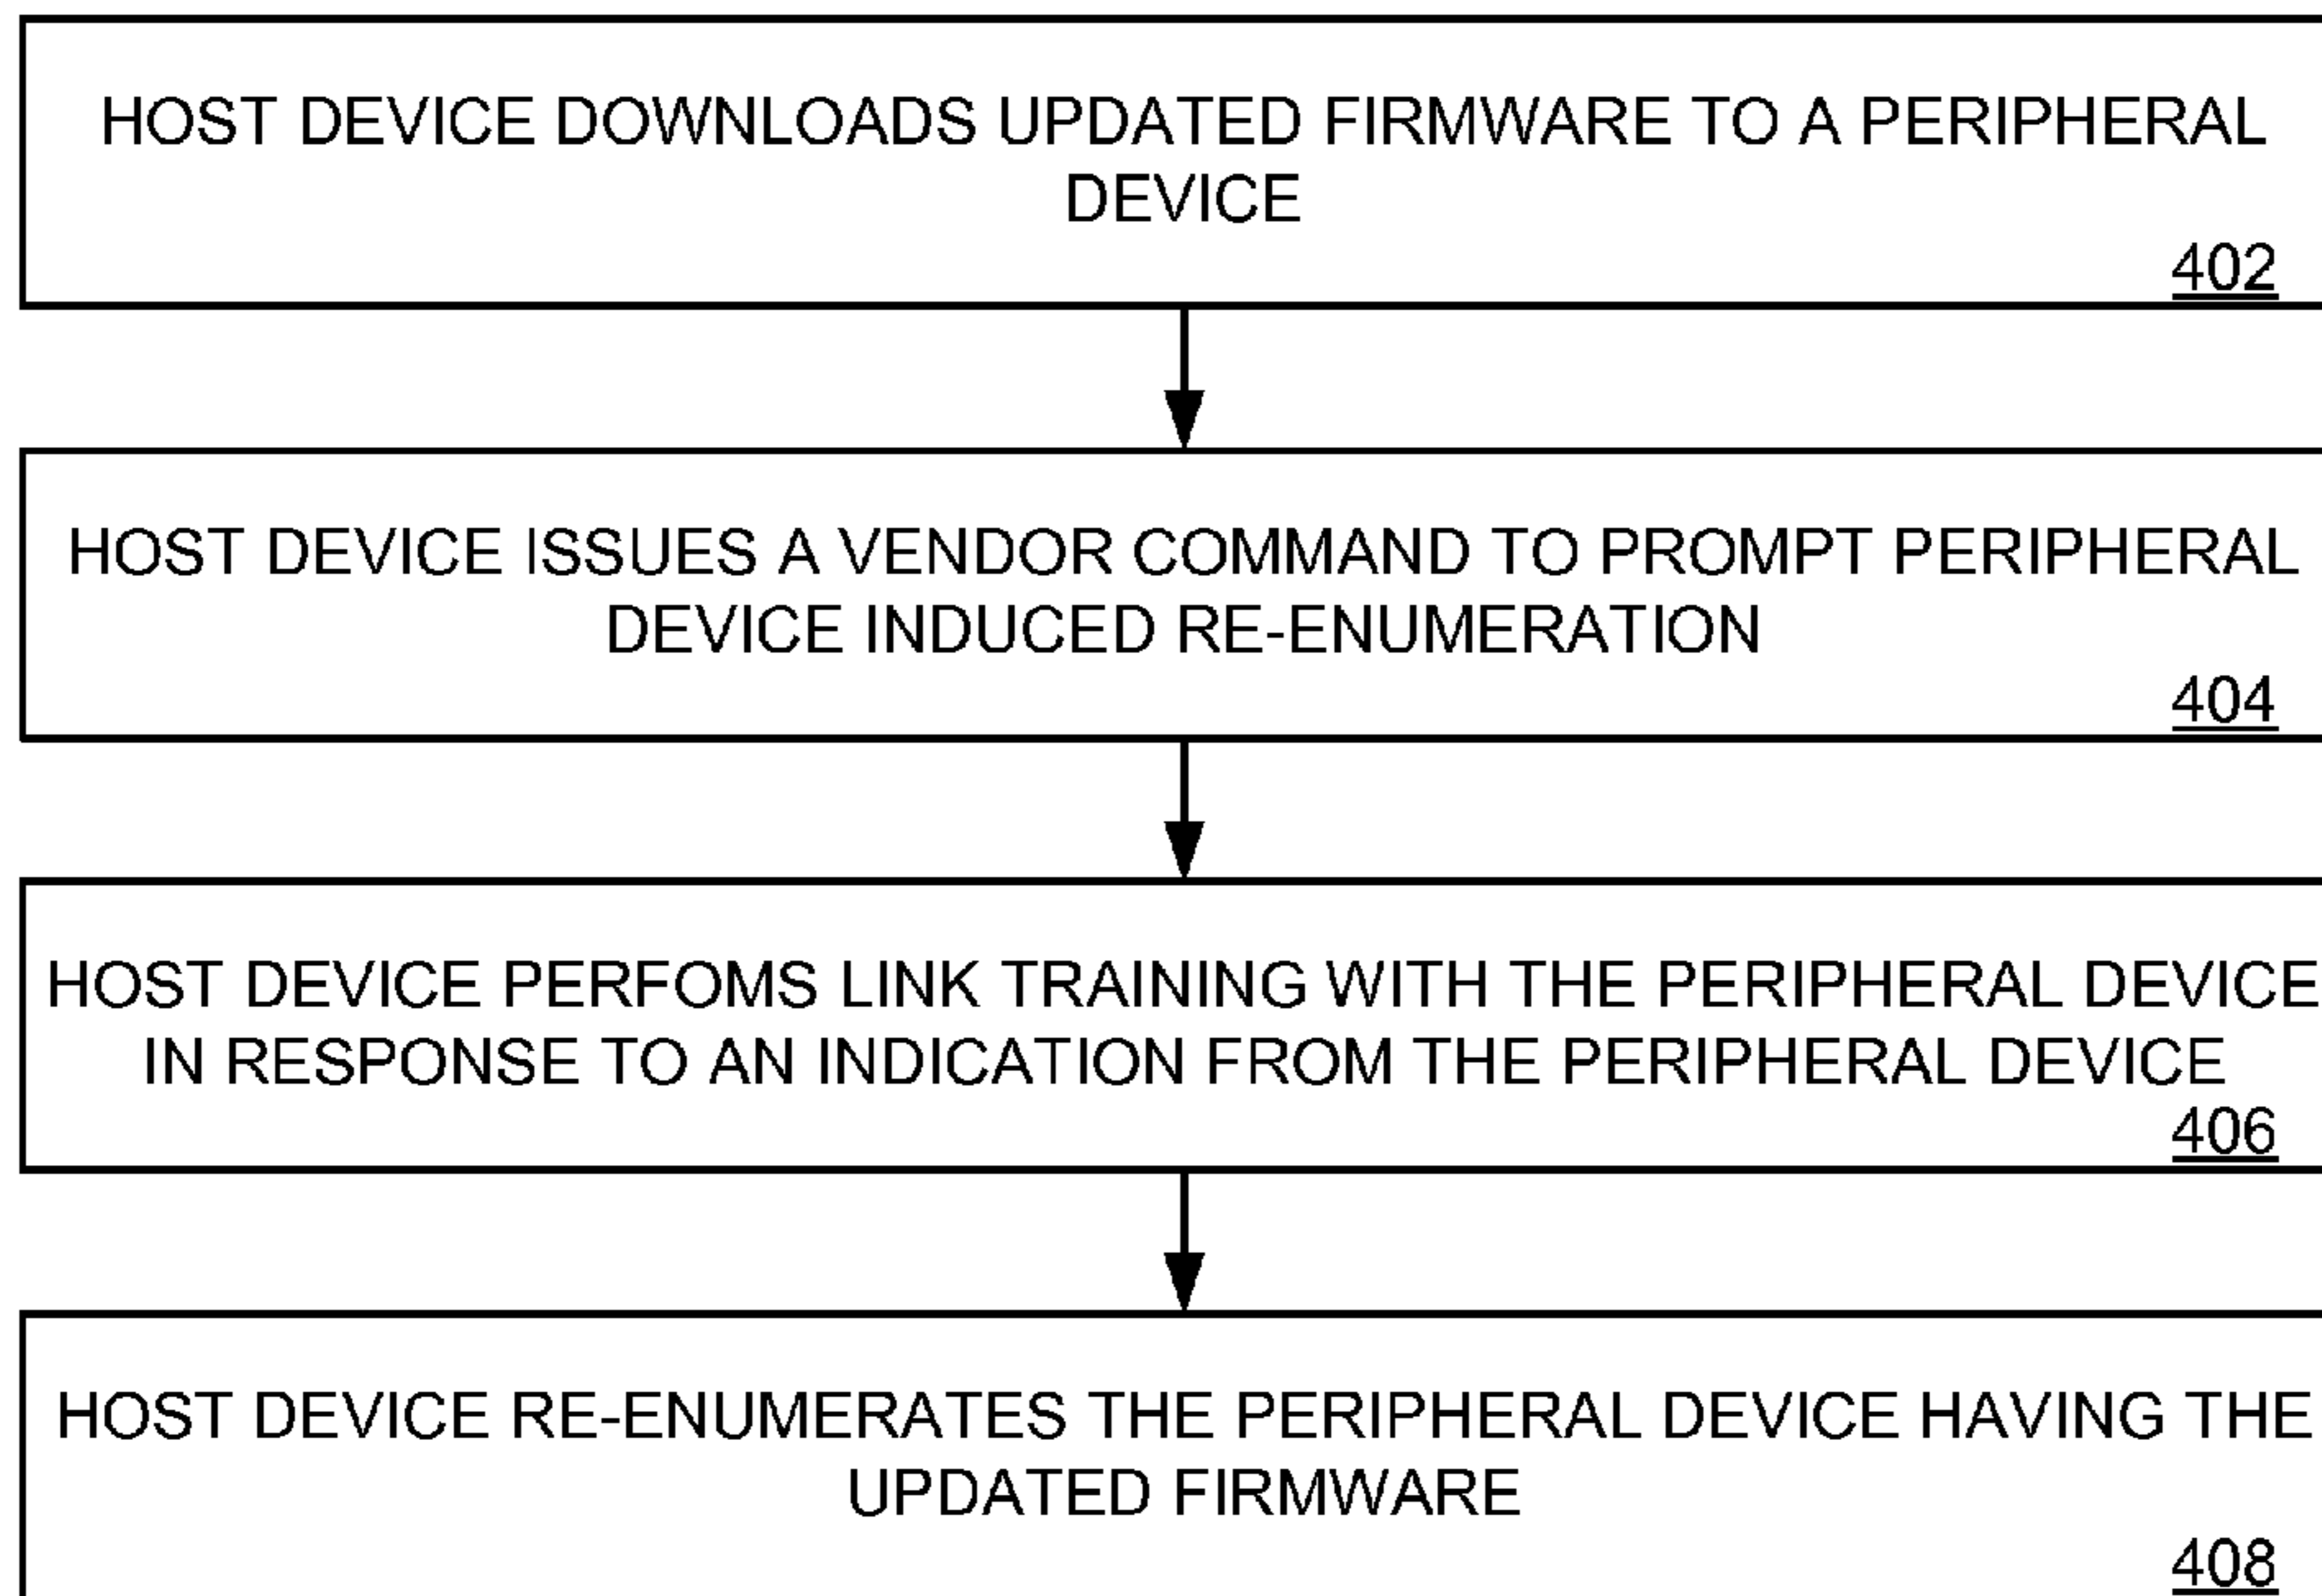 HOST DEVICE DOWNLOADS UPDATED FIRMWARE TO A PERIPHERAL
DEVICE
402
HOST DEVICE ISSUES A VENDOR COMMAND TO PROMPT PERIPHERAL
DEVICE INDUCED RE-ENUMERATION
404
HOST DEVICE PERFOMS LINK TRAINING WITH THE PERIPHERAL DEVICE
IN RESPONSE TO AN INDICATION FROM THE PERIPHERAL DEVICE
406
HOST DEVICE RE-ENUMERATES THE PERIPHERAL DEVICE HAVING THE
UPDATED FIRMWARE
408